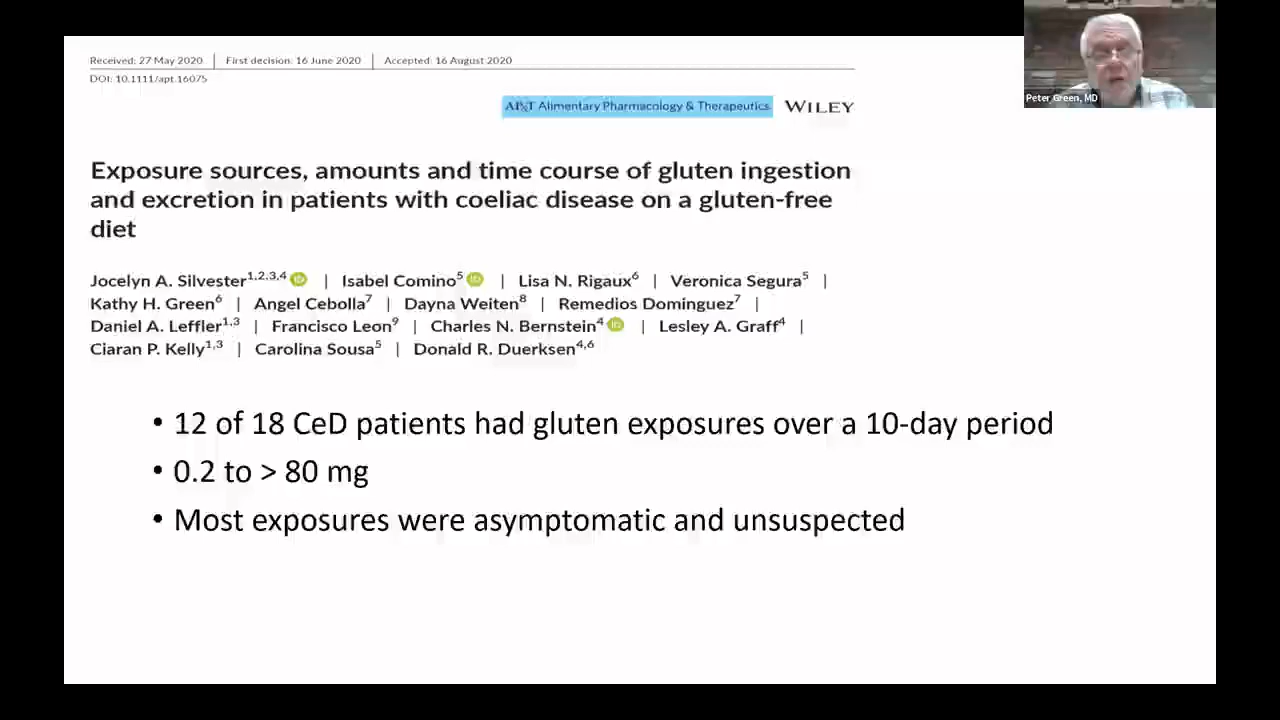 Received: 27 May 2020 | First decision: 16 June 2020 | Accepted: 16 August 2020
DOI: 10.1111/apt.16075
AP&T Alimentary Pharmacology & Therapeutics WILEY
Peter Green, MD
Exposure sources, amounts and time course of gluten ingestion
and excretion in patients with coeliac disease on a gluten-free
diet
Jocelyn A. Silvester1,2,3,4 iD | Isabel Comino5 iD | Lisa N. Rigaux6 | Veronica Segura5 |
Kathy H. Green6 | Angel Cebolla7 | Dayna Weiten8 | Remedios Domínguez7 |
Daniel A. Leffler1,3 | Francisco Leon9 | Charles N. Bernstein4 iD | Lesley A. Graff4 |
Ciaran P. Kelly1,3 | Carolina Sousa5 | Donald R. Duerksen4,6
• 12 of 18 CeD patients had gluten exposures over a 10-day period
• 0.2 to > 80 mg
• Most exposures were asymptomatic and unsuspected